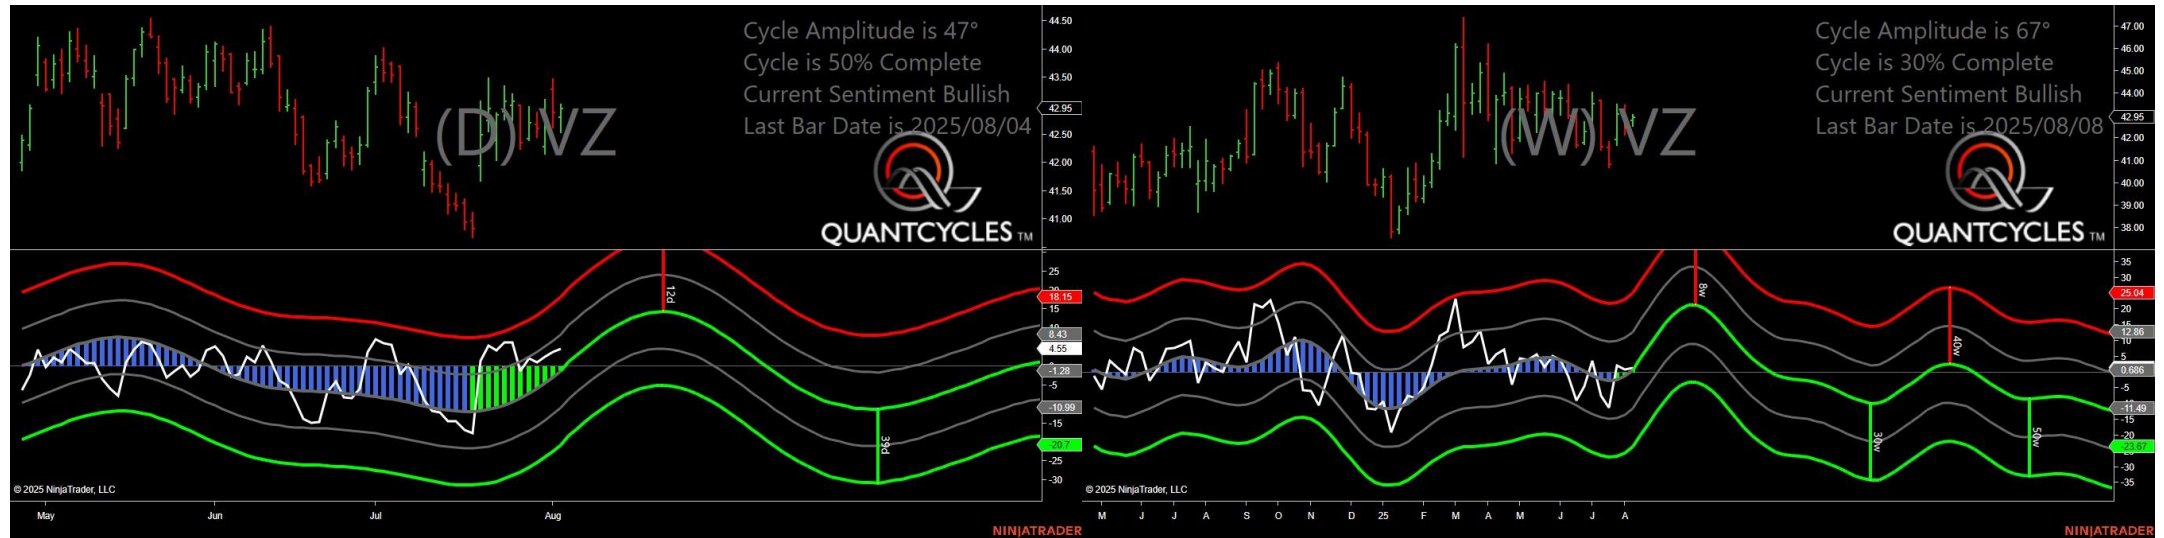 Cycle Amplitude is 47°
Cycle is 50% Complete
Current Sentiment Bullish
Last Bar Date is 2025/08/04
(D) VZ
QUANTCYCLES TM
44.50
44.00
43.50
42.95
42.50
42.00
41.50
41.00
25
18.15
15
8.43
4.55
-1.28
-5
-10.99
-15
-20.7
-25
-30
12d
39d
© 2025 NinjaTrader, LLC
May Jun Jul Aug
NINJATRADER
Cycle Amplitude is 67°
Cycle is 30% Complete
Current Sentiment Bullish
Last Bar Date is 2025/08/08
(W) VZ
QUANTCYCLES TM
47.00
46.00
45.00
44.00
42.95
42.00
41.00
40.00
39.00
38.00
35
30
25.04
20
15
12.86
10
5
0.686
-5
-11.49
-15
-20
-23.67
-30
-35
8w
30w
40w
50w
© 2025 NinjaTrader, LLC
M J J A S O N D 25 F M A M J J A
NINJATRADER